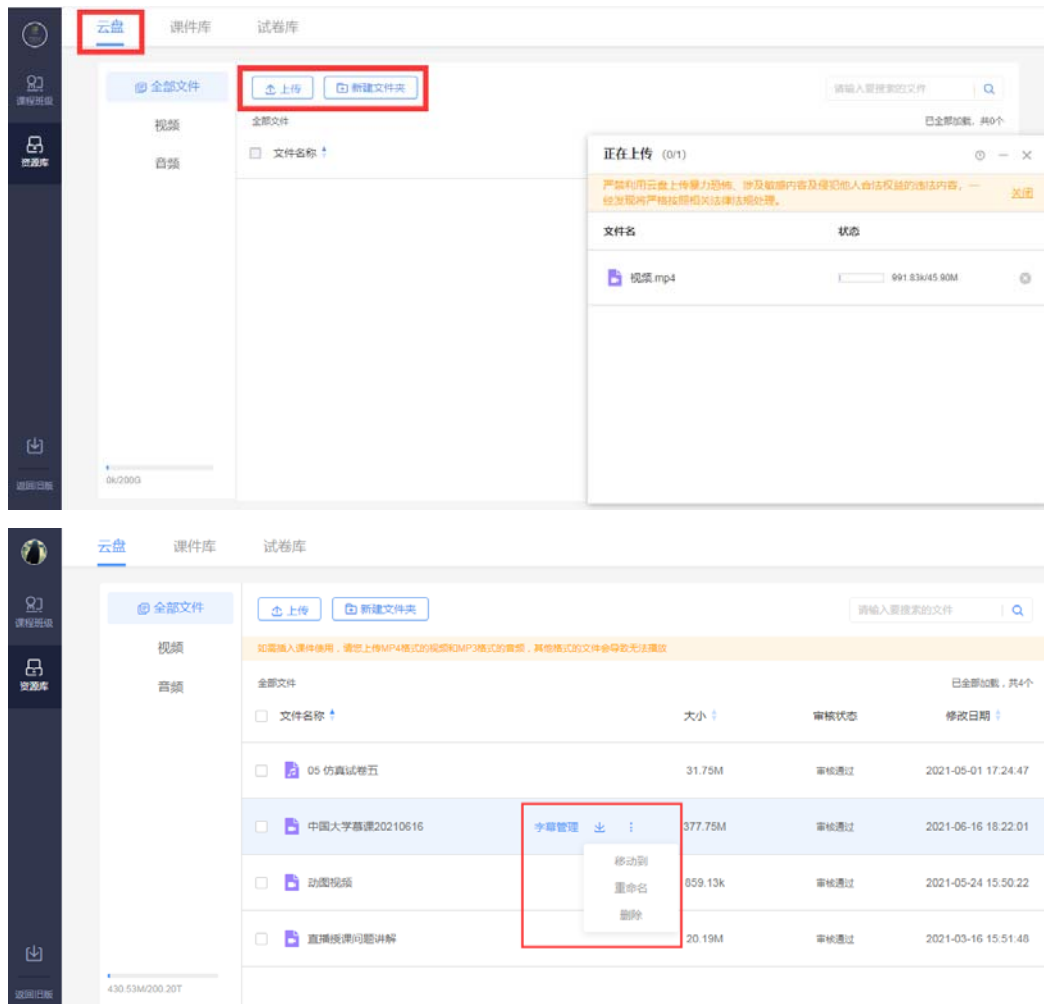 云盘 课件库 试卷库
课程班级
资源库
返回旧版
全部文件
视频
音频
0k/200G
上传 新建文件夹
请输入要搜索的文件
全部文件 已全部加载，共0个
文件名称
正在上传 (0/1)
严禁利用云盘上传暴力恐怖、涉及敏感内容及侵犯他人合法权益的违法内容，一
经发现将严格按照相关法律法规处理。
关闭
文件名 状态
视频.mp4 991.83k/45.90M
云盘 课件库 试卷库
课程班级
资源库
返回旧版
全部文件
视频
音频
430.53M/200.20T
上传 新建文件夹
请输入要搜索的文件
如需插入课件使用，请您上传MP4格式的视频和MP3格式的音频，其他格式的文件会导致无法播放
全部文件 已全部加载，共4个
文件名称 大小 审核状态 修改日期
05 仿真试卷五 31.75M 审核通过 2021-05-01 17:24:47
中国大学慕课20210616 字幕管理 377.75M 审核通过 2021-06-16 18:22:01
移动到
重命名
删除
动图视频 859.13k 审核通过 2021-05-24 15:50:22
直播授课问题讲解 20.19M 审核通过 2021-03-16 15:51:48